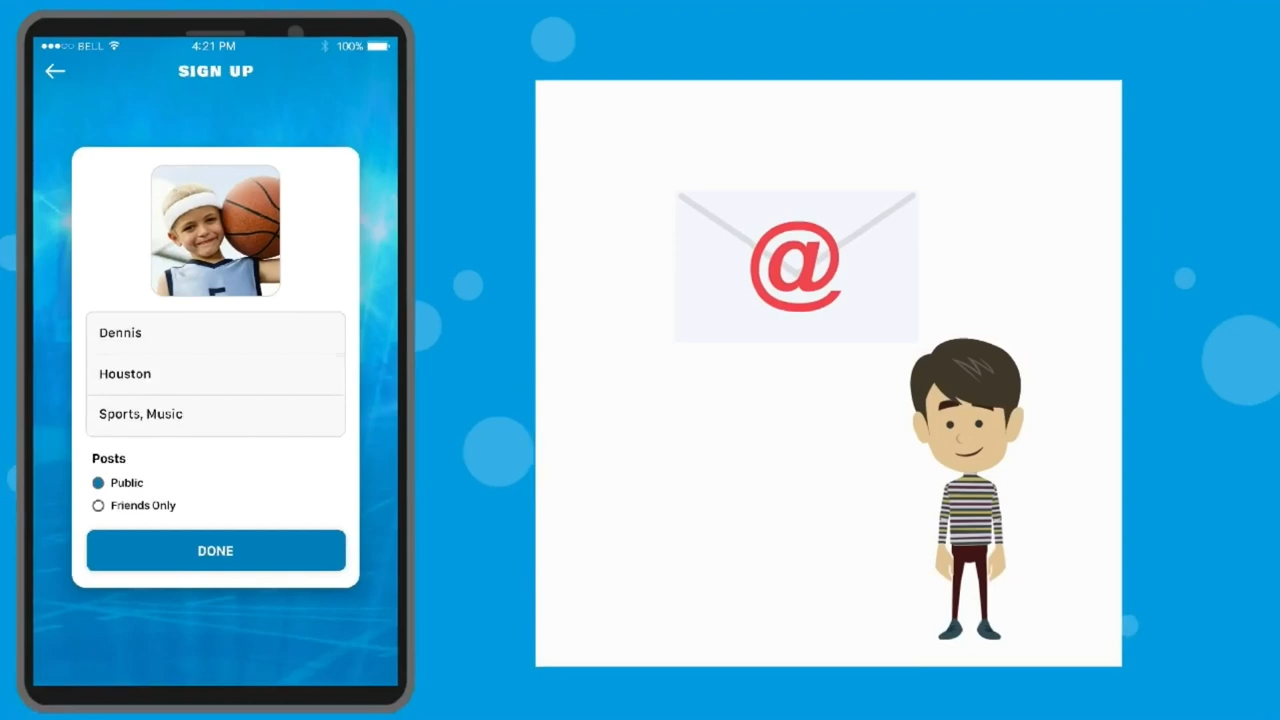 BELL
4:21 PM
100%
SIGN UP
Dennis
Houston
Sports, Music
Posts
Public
Friends Only
DONE
@